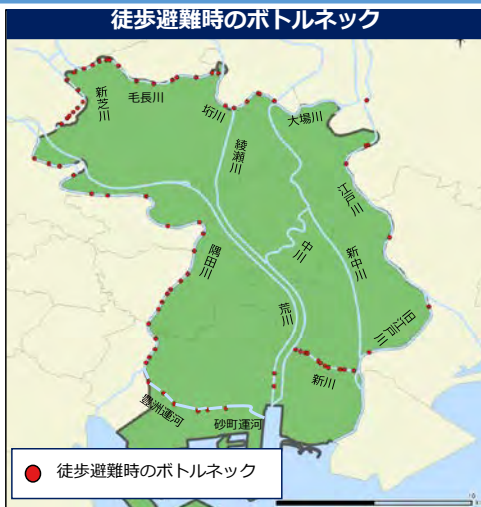 徒歩避難時のボトルネック
新芝川
毛長川
垳川
大場川
綾瀬川
江戸川
中川
新中川
隅田川
荒川
旧江戸川
新川
豊洲運河
砂町運河
徒歩避難時のボトルネック